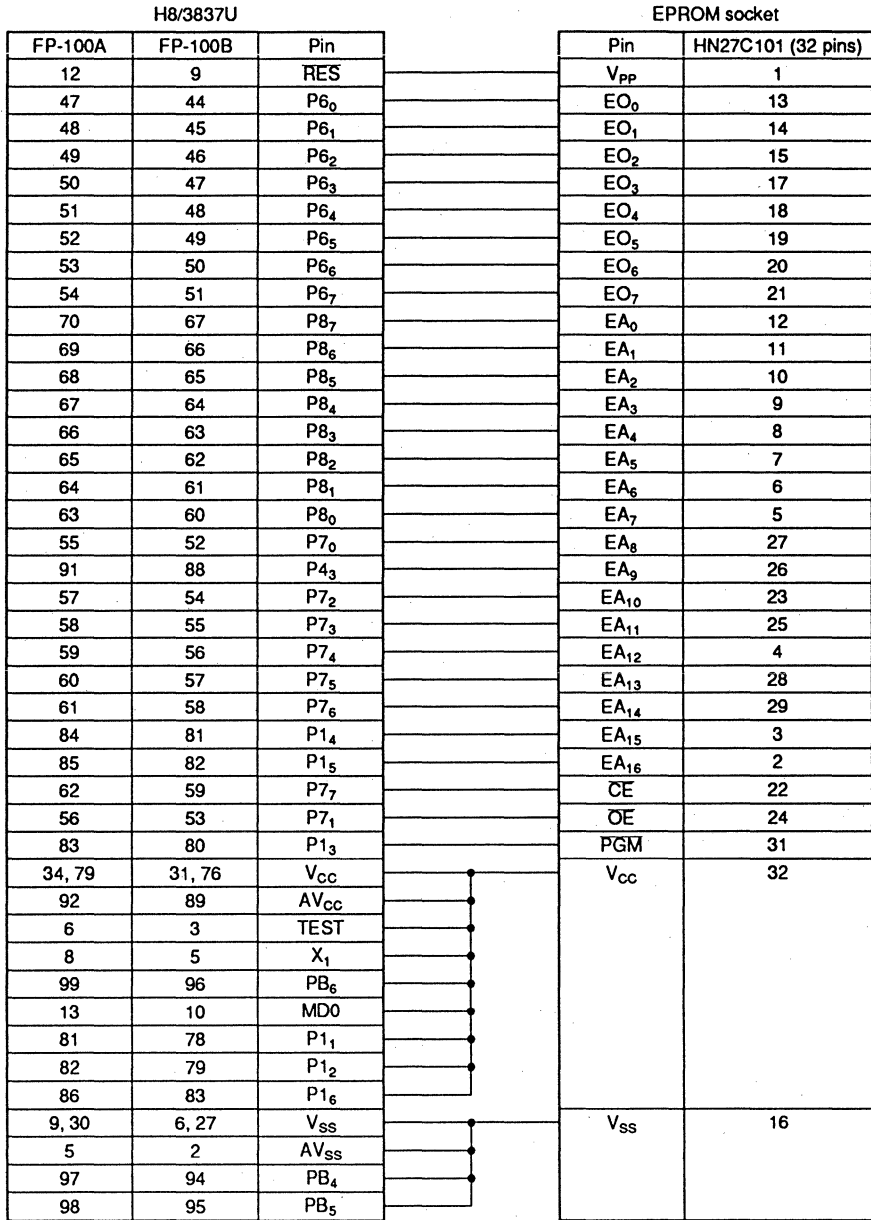 H8/3837U EPROM socket
FP-100A FP-100B Pin Pin HN27C101 (32 pins)
12 9 R̅E̅S̅ VPP 1
47 44 P6₀ EO₀ 13
48 45 P6₁ EO₁ 14
49 46 P6₂ EO₂ 15
50 47 P6₃ EO₃ 17
51 48 P6₄ EO₄ 18
52 49 P6₅ EO₅ 19
53 50 P6₆ EO₆ 20
54 51 P6₇ EO₇ 21
70 67 P8₇ EA₀ 12
69 66 P8₆ EA₁ 11
68 65 P8₅ EA₂ 10
67 64 P8₄ EA₃ 9
66 63 P8₃ EA₄ 8
65 62 P8₂ EA₅ 7
64 61 P8₁ EA₆ 6
63 60 P8₀ EA₇ 5
55 52 P7₀ EA₈ 27
91 88 P4₃ EA₉ 26
57 54 P7₂ EA₁₀ 23
58 55 P7₃ EA₁₁ 25
59 56 P7₄ EA₁₂ 4
60 57 P7₅ EA₁₃ 28
61 58 P7₆ EA₁₄ 29
84 81 P1₄ EA₁₅ 3
85 82 P1₅ EA₁₆ 2
62 59 P7₇ C̅E̅ 22
56 53 P7₁ O̅E̅ 24
83 80 P1₃ P̅G̅M̅ 31
34, 79 31, 76 VCC VCC 32
92 89 AVCC
6 3 T̅E̅S̅T̅
8 5 X₁
99 96 PB₆
13 10 MD0
81 78 P1₁
82 79 P1₂
86 83 P1₆
9, 30 6, 27 VSS VSS 16
5 2 AVSS
97 94 PB₄
98 95 PB₅